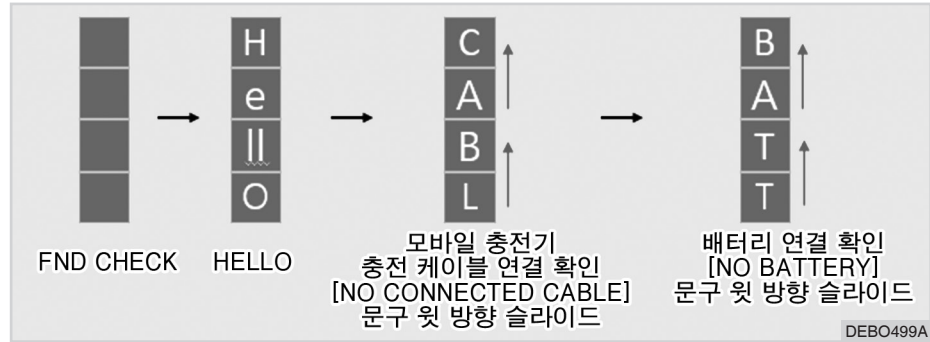 H
e
ll
O
C
A
B
L
B
A
T
T
FND CHECK
HELLO
모바일 충전기
충전 케이블 연결 확인
[NO CONNECTED CABLE]
문구 윗 방향 슬라이드
배터리 연결 확인
[NO BATTERY]
문구 윗 방향 슬라이드
DEBO499A